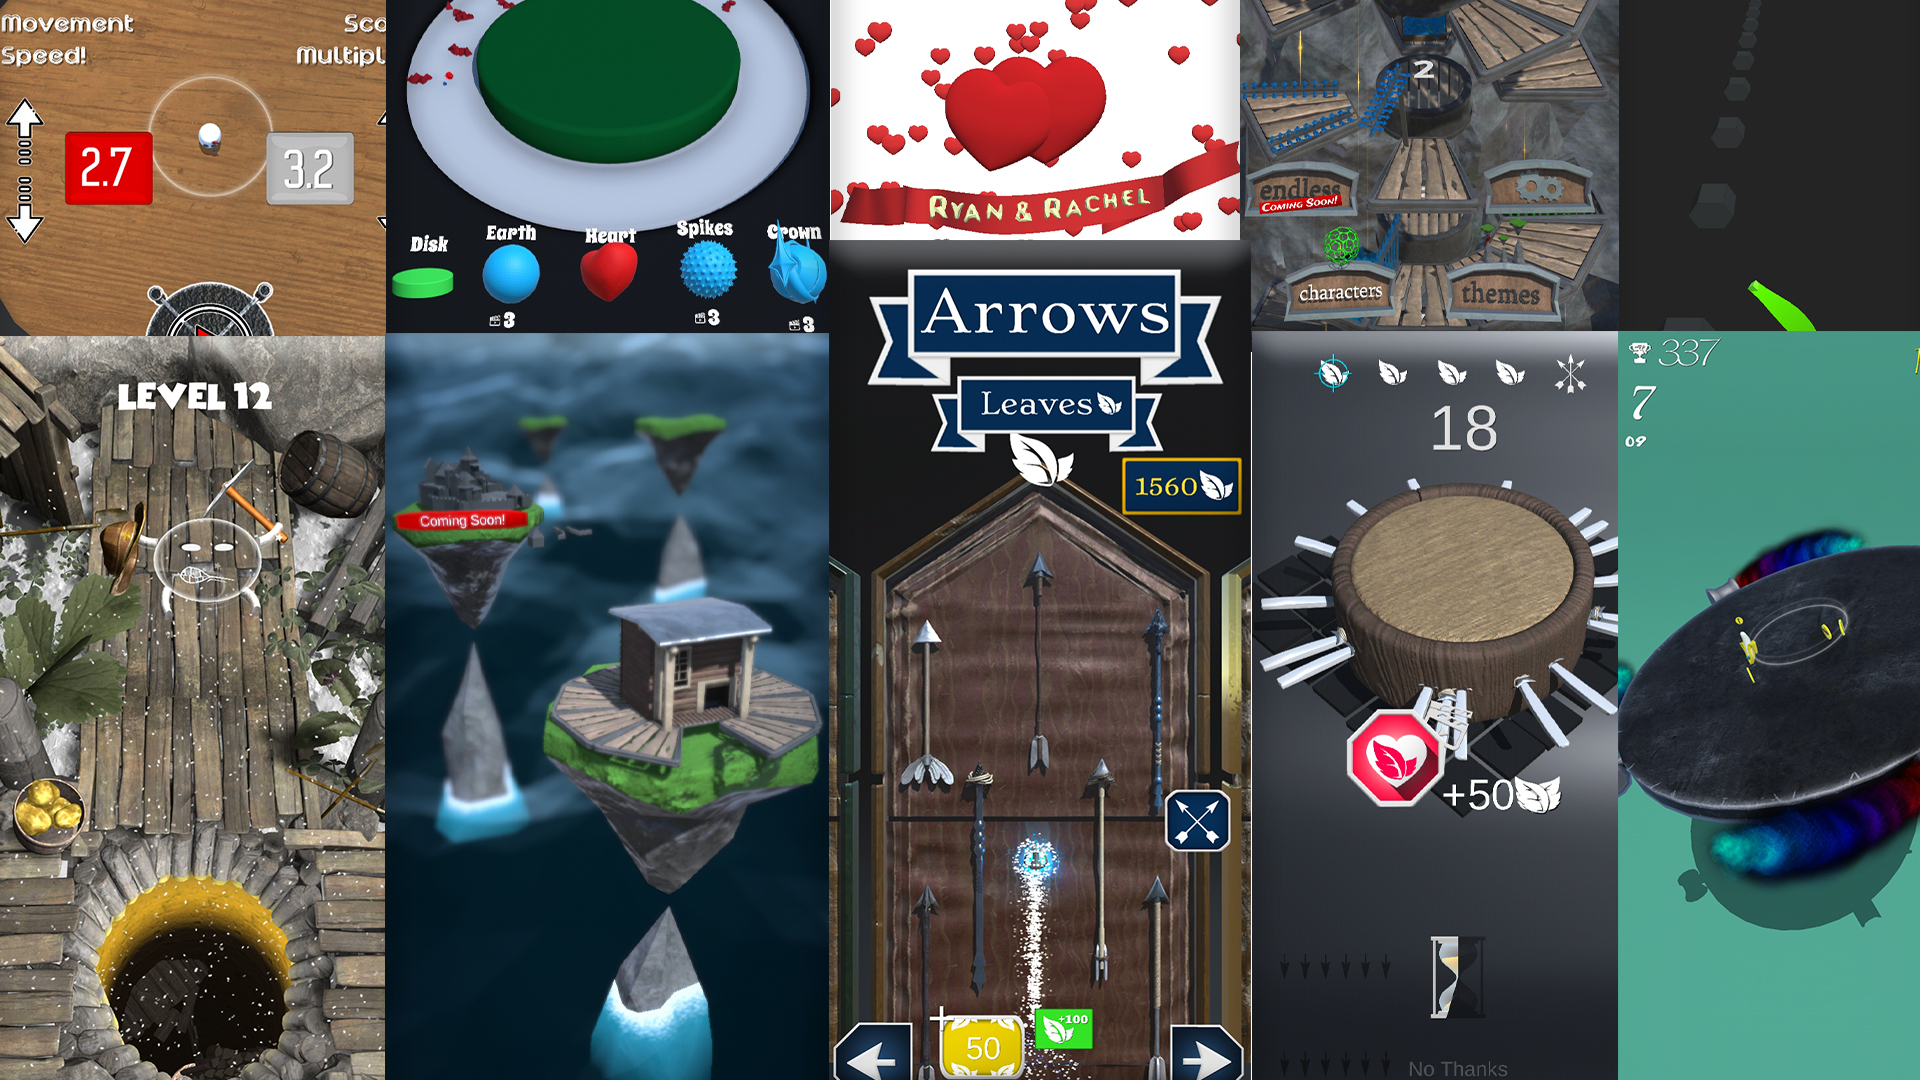 Movement
Speed!
2.7
3.2
Disk
Earth
3
Heart
Spikes
3
Crown
3
RYAN & RACHEL
2
endless
COMING SOON!
characters
themes
LEVEL 12
Coming Soon!
Arrows
Leaves
1560
50
+100
18
+50
No Thanks
337
7
09